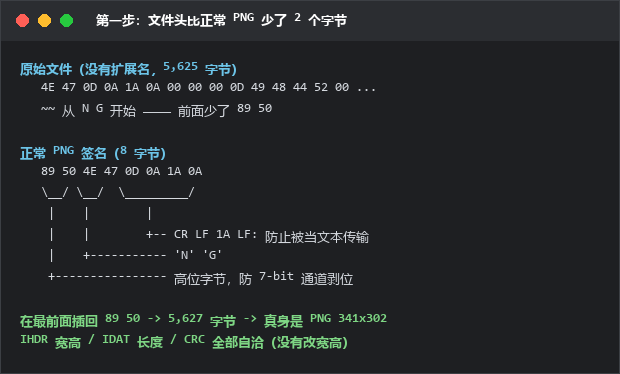 第一步：文件头比正常 PNG 少了 2 个字节
原始文件（没有扩展名，5,625 字节）
4E 47 0D 0A 1A 0A 00 00 00 0D 49 48 44 52 00 ...
~~ 从 N G 开始 —— 前面少了 89 50
正常 PNG 签名（8 字节）
89 50 4E 47 0D 0A 1A 0A
\__/ \__/  \_________/
|    |        |
|    |        +-- CR LF 1A LF: 防止被当文本传输
|    +----------- 'N' 'G'
+---------------- 高位字节，防 7-bit 通道剥位
在最前面插回 89 50 -> 5,627 字节 -> 真身是 PNG 341x302
IHDR 宽高 / IDAT 长度 / CRC 全部自洽（没有改宽高）